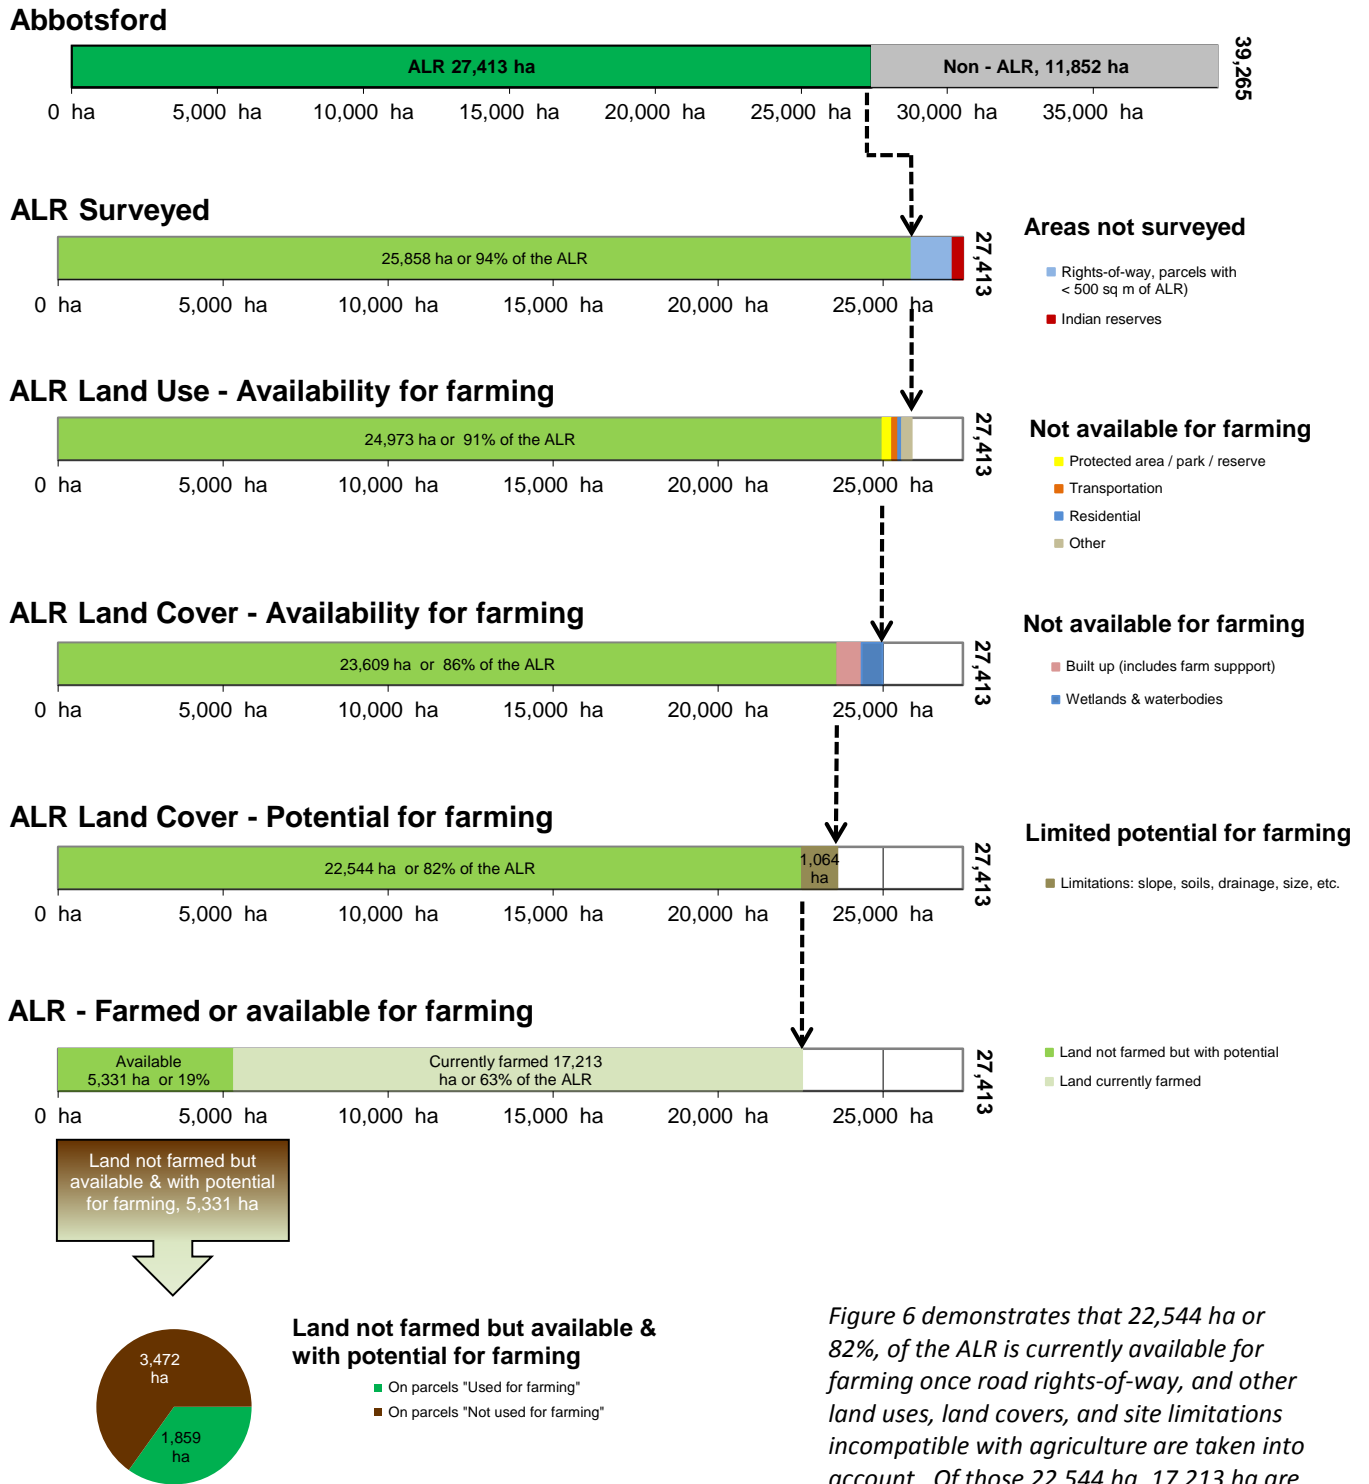 Abbotsford
ALR 27,413 ha
Non - ALR, 11,852 ha
39,265
0 ha 5,000 ha 10,000 ha 15,000 ha 20,000 ha 25,000 ha 30,000 ha 35,000 ha
ALR Surveyed
25,858 ha or 94% of the ALR
27,413
0 ha 5,000 ha 10,000 ha 15,000 ha 20,000 ha 25,000 ha
Areas not surveyed
Rights-of-way, parcels with
< 500 sq m of ALR)
Indian reserves
ALR Land Use - Availability for farming
24,973 ha or 91% of the ALR
27,413
0 ha 5,000 ha 10,000 ha 15,000 ha 20,000 ha 25,000 ha
Not available for farming
Protected area / park / reserve
Transportation
Residential
Other
ALR Land Cover - Availability for farming
23,609 ha or 86% of the ALR
27,413
0 ha 5,000 ha 10,000 ha 15,000 ha 20,000 ha 25,000 ha
Not available for farming
Built up (includes farm suppport)
Wetlands & waterbodies
ALR Land Cover - Potential for farming
22,544 ha or 82% of the ALR
1,064
ha
27,413
0 ha 5,000 ha 10,000 ha 15,000 ha 20,000 ha 25,000 ha
Limited potential for farming
Limitations: slope, soils, drainage, size, etc.
ALR - Farmed or available for farming
Available
5,331 ha or 19%
Currently farmed 17,213
ha or 63% of the ALR
27,413
0 ha 5,000 ha 10,000 ha 15,000 ha 20,000 ha 25,000 ha
Land not farmed but with potential
Land currently farmed
Land not farmed but
available & with potential
for farming, 5,331 ha
3,472
ha
1,859
ha
Land not farmed but available &
with potential for farming
On parcels "Used for farming"
On parcels "Not used for farming"
Figure 6 demonstrates that 22,544 ha or
82%, of the ALR is currently available for
farming once road rights-of-way, and other
land uses, land covers, and site limitations
incompatible with agriculture are taken into
account. Of those 22,544 ha, 17,213 ha are